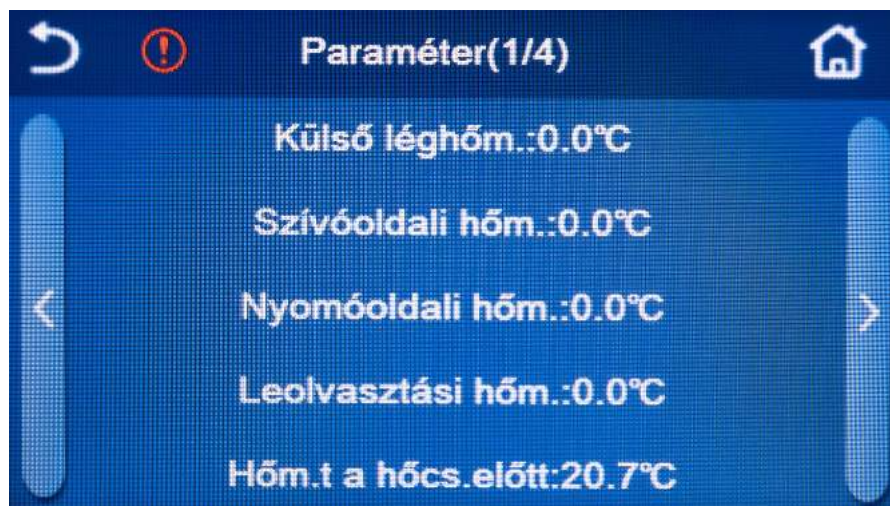 Paraméter(1/4)
Külső léghőm.:0.0℃
Szívóoldali hőm.:0.0℃
Nyomóoldali hőm.:0.0℃
Leolvasztási hőm.:0.0℃
Hőm.t a hőcs.előtt:20.7℃